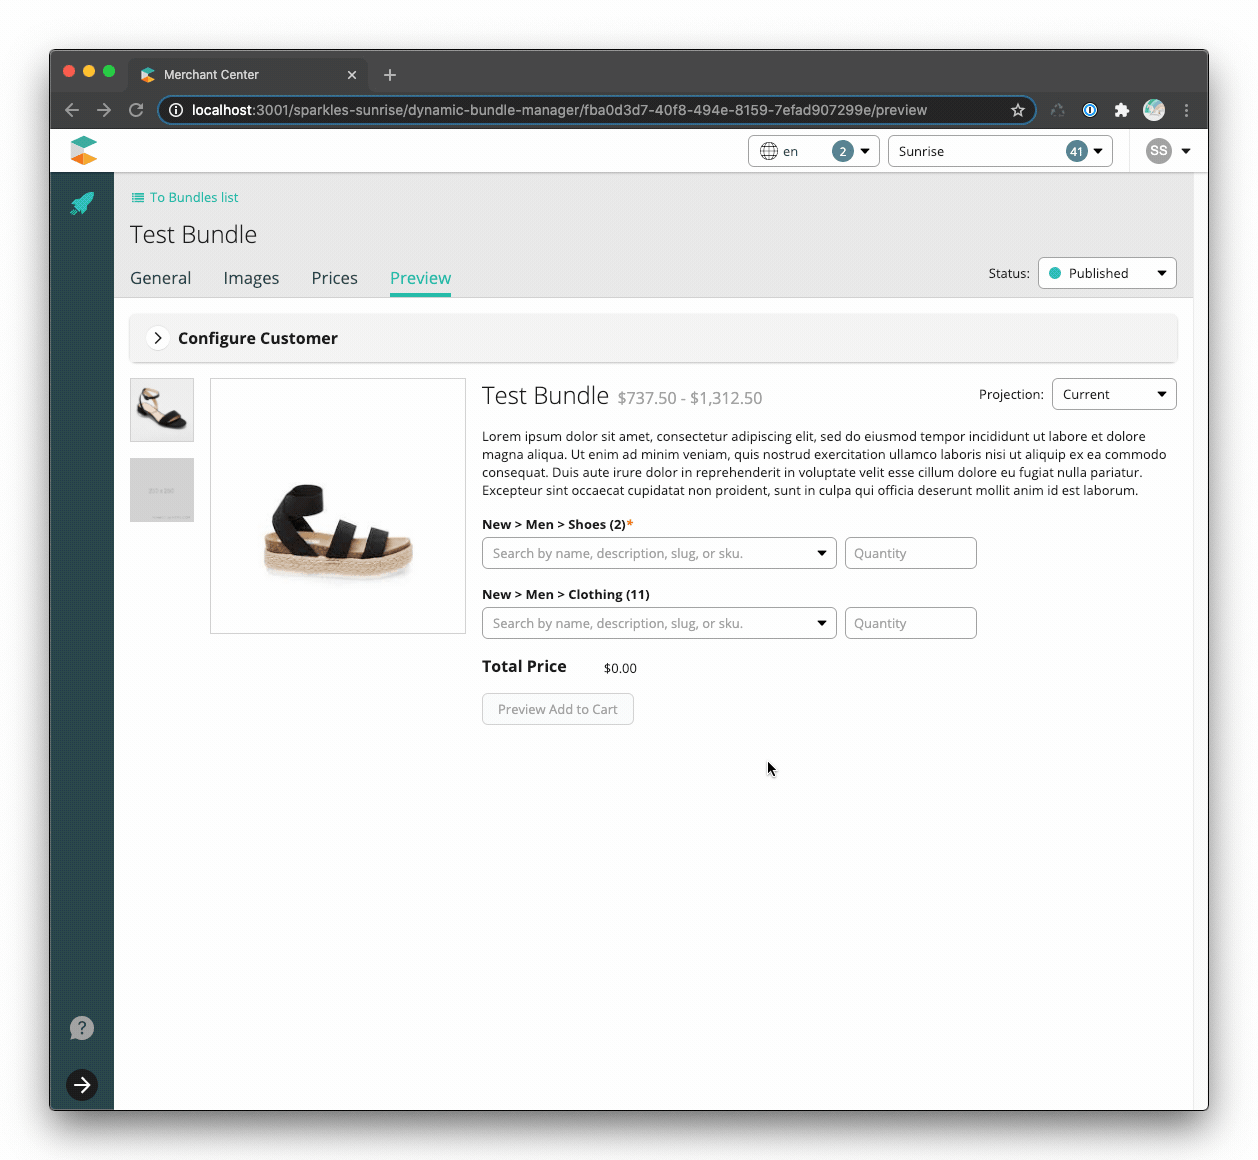 Merchant Center
localhost:3001/sparkles-sunrise/dynamic-bundle-manager/fba0d3d7-40f8-494e-8159-7efad907299e/preview
en 2 Sunrise 41 SS
To Bundles list
Test Bundle
General Images Prices Preview
Status: Published
Configure Customer
Test Bundle $737.50 - $1,312.50
Projection: Current
Lorem ipsum dolor sit amet, consectetur adipiscing elit, sed do eiusmod tempor incididunt ut labore et dolore
magna aliqua. Ut enim ad minim veniam, quis nostrud exercitation ullamco laboris nisi ut aliquip ex ea commodo
consequat. Duis aute irure dolor in reprehenderit in voluptate velit esse cillum dolore eu fugiat nulla pariatur.
Excepteur sint occaecat cupidatat non proident, sunt in culpa qui officia deserunt mollit anim id est laborum.
New > Men > Shoes (2)*
Search by name, description, slug, or sku. Quantity
New > Men > Clothing (11)
Search by name, description, slug, or sku. Quantity
Total Price $0.00
Preview Add to Cart